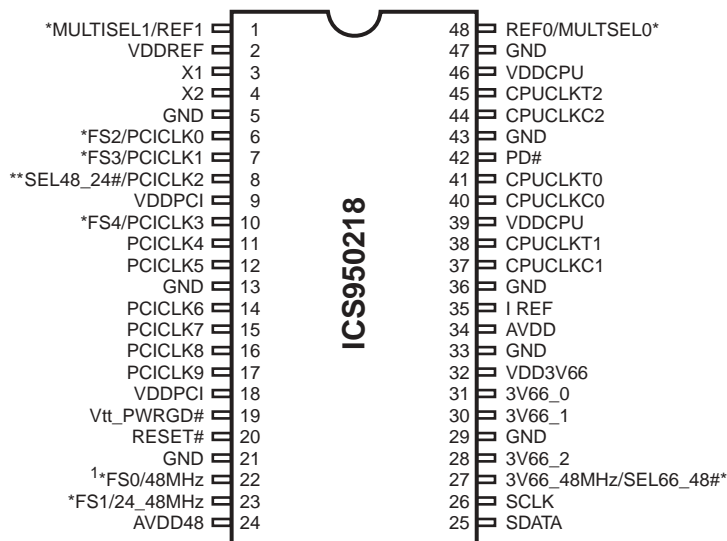 *MULTISEL1/REF1 1 48 REF0/MULTSEL0*
VDDREF 2 47 GND
X1 3 46 VDDCPU
X2 4 45 CPUCLKT2
GND 5 44 CPUCLKC2
*FS2/PCICLK0 6 43 GND
*FS3/PCICLK1 7 42 PD#
**SEL48_24#/PCICLK2 8 41 CPUCLKT0
VDDPCI 9 40 CPUCLKC0
*FS4/PCICLK3 10 39 VDDCPU
PCICLK4 11 38 CPUCLKT1
PCICLK5 12 37 CPUCLKC1
GND 13 36 GND
PCICLK6 14 35 I REF
PCICLK7 15 34 AVDD
PCICLK8 16 33 GND
PCICLK9 17 32 VDD3V66
VDDPCI 18 31 3V66_0
Vtt_PWRGD# 19 30 3V66_1
RESET# 20 29 GND
GND 21 28 3V66_2
1*FS0/48MHz 22 27 3V66_48MHz/SEL66_48#*
*FS1/24_48MHz 23 26 SCLK
AVDD48 24 25 SDATA
ICS950218